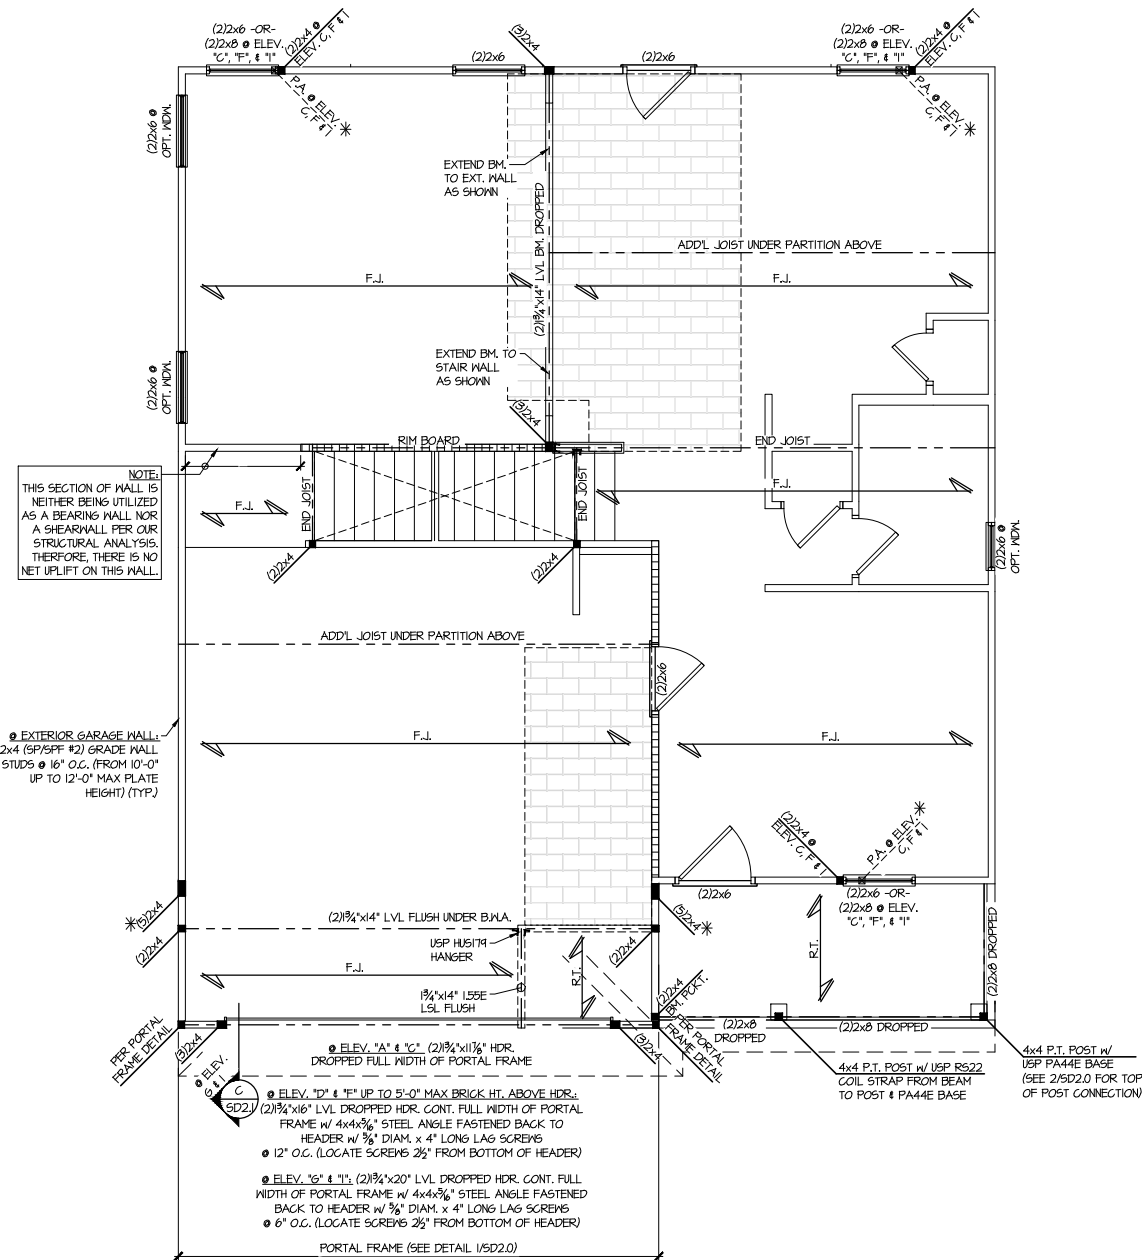 (2)2x6 -OR-
(2)2x8 @ ELEV.
"C", "F", & "I"
(2)2x4 @
ELEV. C, F & I
P.A. @ ELEV.
C, F & I
(2)2x6
(3)2x4
(2)2x6
(2)2x6 -OR-
(2)2x8 @ ELEV.
"C", "F", & "I"
(2)2x4 @
ELEV. C, F & I
P.A. @ ELEV.
C, F & I
(2)2x6 @
OPT. WDW.
EXTEND BM.
TO EXT. WALL
AS SHOWN
(2)1¾"x14" LVL BM. DROPPED
ADD'L JOIST UNDER PARTITION ABOVE
F.J.
F.J.
EXTEND BM. TO
STAIR WALL
AS SHOWN
(2)2x6 @
OPT. WDW.
(3)2x4
RIM BOARD
END JOIST
NOTE:
THIS SECTION OF WALL IS
NEITHER BEING UTILIZED
AS A BEARING WALL NOR
A SHEARWALL PER OUR
STRUCTURAL ANALYSIS.
THERFORE, THERE IS NO
NET UPLIFT ON THIS WALL.
F.J.
END JOIST
END JOIST
F.J.
(2)2x6 @
OPT. WDW.
(2)2x4
(2)2x4
ADD'L JOIST UNDER PARTITION ABOVE
(2)2x6
@ EXTERIOR GARAGE WALL:
2x4 (SP/SPF #2) GRADE WALL
STUDS @ 16" O.C. (FROM 10'-0"
UP TO 12'-0" MAX PLATE
HEIGHT) (TYP.)
F.J.
F.J.
(2)2x4 @
ELEV. C, F & I
P.A. @ ELEV.
C, F & I
(2)2x6
(2)2x6 -OR-
(2)2x8 @ ELEV.
"C", "F", & "I"
(5)2x4
(2)2x4
(2)1¾"x14" LVL FLUSH UNDER B.W.A.
USP HUS179
HANGER
(2)2x4
(5)2x4
R.T.
(2)2x8 DROPPED
F.J.
1¾"x14" 1.55E
LSL FLUSH
R.T.
(2)2x4
BM. PCKT.
PER PORTAL
FRAME DETAIL
(3)2x4
(3)2x4
PER PORTAL
FRAME DETAIL
(2)2x8
DROPPED
(2)2x8 DROPPED
@ ELEV. "A" & "C" (2)1¾"x11⅞" HDR.
DROPPED FULL WIDTH OF PORTAL FRAME
4x4 P.T. POST W/ USP RS22
COIL STRAP FROM BEAM
TO POST & PA44E BASE
4x4 P.T. POST W/
USP PA44E BASE
(SEE 2/SD2.0 FOR TOP
OF POST CONNECTION)
@ ELEV.
C
SD2.1
@ ELEV. "D" & "F" UP TO 5'-0" MAX BRICK HT. ABOVE HDR.:
(2)1¾"x16" LVL DROPPED HDR. CONT. FULL WIDTH OF PORTAL
FRAME W/ 4x4x5⁄16" STEEL ANGLE FASTENED BACK TO
HEADER W/ ⅝" DIAM. x 4" LONG LAG SCREWS
@ 12" O.C. (LOCATE SCREWS 2½" FROM BOTTOM OF HEADER)
@ ELEV. "G" & "I": (2)1¾"x20" LVL DROPPED HDR. CONT. FULL
WIDTH OF PORTAL FRAME W/ 4x4x5⁄16" STEEL ANGLE FASTENED
BACK TO HEADER W/ ⅝" DIAM. x 4" LONG LAG SCREWS
@ 6" O.C. (LOCATE SCREWS 2½" FROM BOTTOM OF HEADER)
PORTAL FRAME (SEE DETAIL 1/SD2.0)